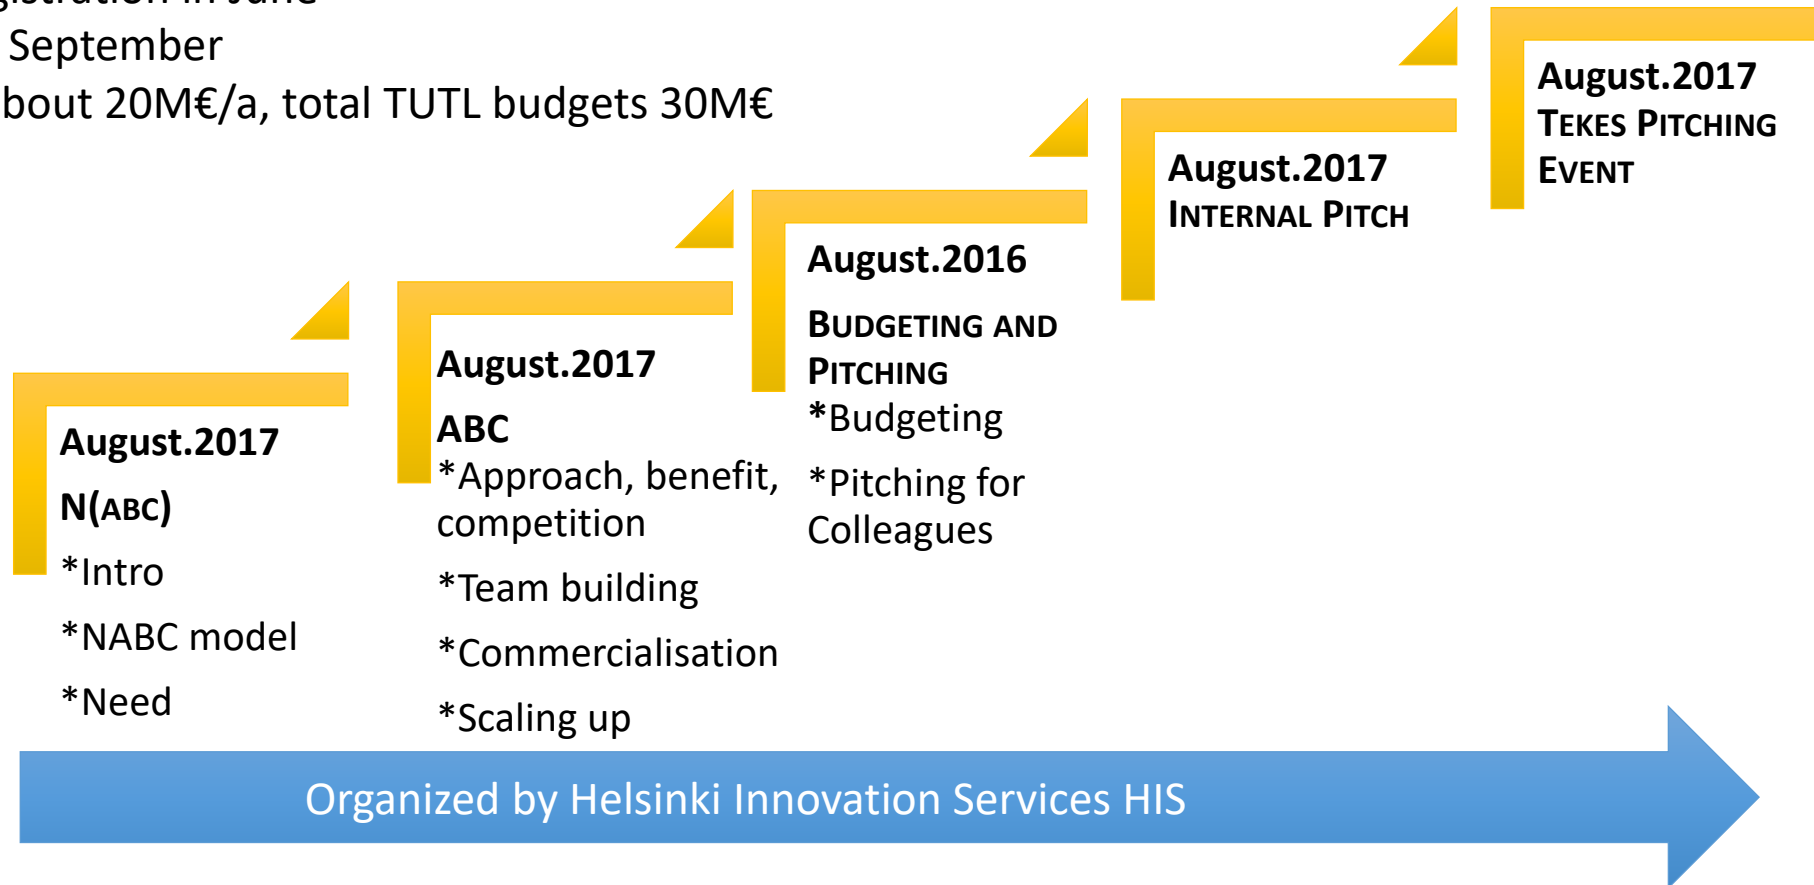 September
20M€/a, total TUTL budgets 30M€
in June
August.2017
N(ABC)
*Intro
*NABC model
*Need
August.2017
ABC
*Approach, benefit,
competition
*Team building
*Commercialisation
*Scaling up
August.2016
BUDGETING AND
PITCHING
*Budgeting
*Pitching for
Colleagues
August.2017
INTERNAL PITCH
August.2017
TEKES PITCHING
EVENT
Organized by Helsinki Innovation Services HIS